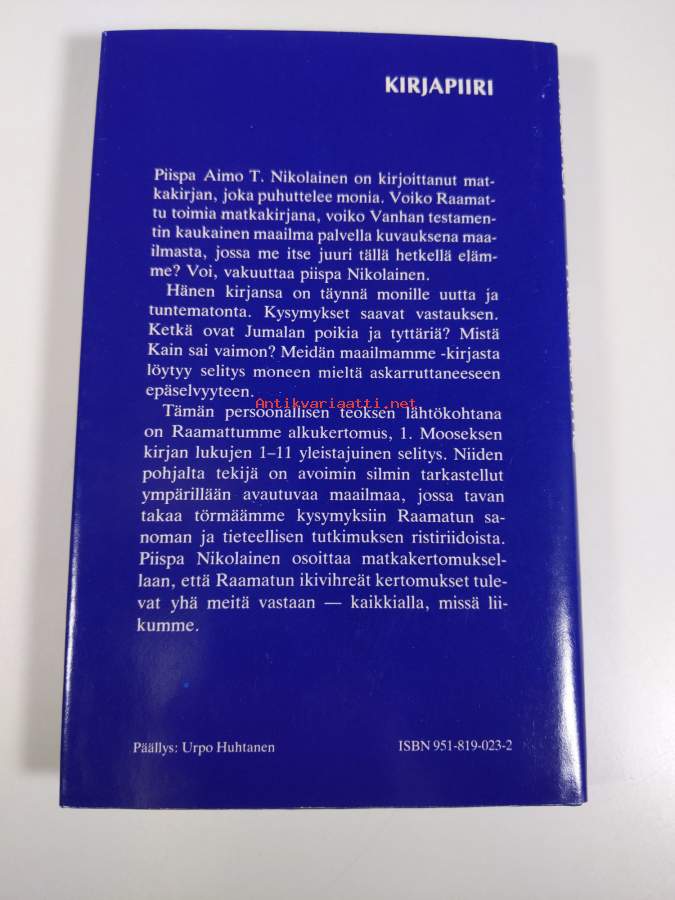 KIRJAPIIRI
Piispa Aimo T. Nikolainen on kirjoittanut mat-
kakirjan, joka puhuttelee monia. Voiko Raamat-
tu toimia matkakirjana, voiko Vanhan testamen-
tin kaukainen maailma palvella kuvauksena maa-
ilmasta, jossa me itse juuri tällä hetkellä eläm-
me? Voi, vakuuttaa piispa Nikolainen.
Hänen kirjansa on täynnä monille uutta ja
tuntematonta. Kysymykset saavat vastauksen.
Ketkä ovat Jumalan poikia ja tyttäriä? Mistä
Kain sai vaimon? Meidän maailmamme -kirjasta
löytyy selitys moneen mieltä askarruttaneeseen
epäselvyyteen.
Antikvariaatti.net
Tämän persoonallisen teoksen lähtökohtana
on Raamattumme alkukertomus, 1. Mooseksen
kirjan lukujen 1–11 yleistajuinen selitys. Niiden
pohjalta tekijä on avoimin silmin tarkastellut
ympärillään avautuvaa maailmaa, jossa tavan
takaa törmäämme kysymyksiin Raamatun sa-
noman ja tieteellisen tutkimuksen ristiriidoista.
Piispa Nikolainen osoittaa matkakertomuksel-
laan, että Raamatun ikivihreät kertomukset tule-
vat yhä meitä vastaan — kaikkialla, missä lii-
kumme.
Päällys: Urpo Huhtanen
ISBN 951-819-023-2